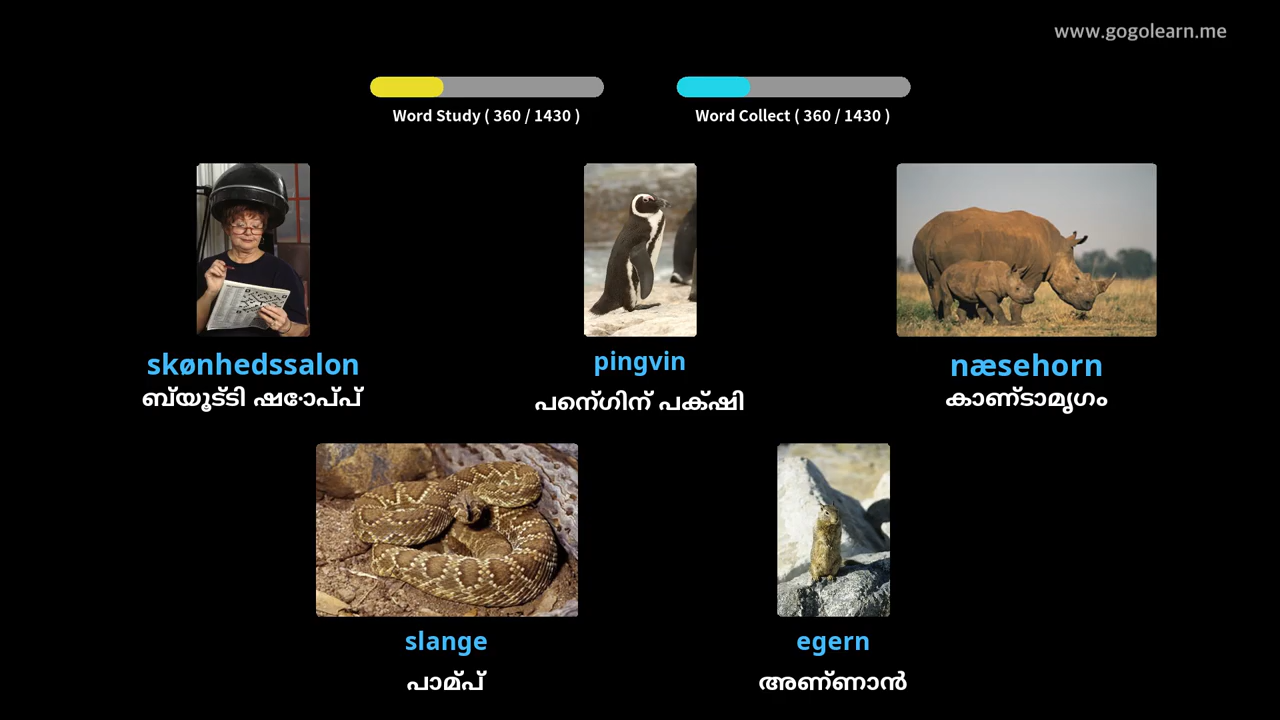 www.gogolearn.me
Word Study ( 360 / 1430 )
Word Collect ( 360 / 1430 )
skønhedssalon
ബ്യൂട്ടി ഷോപ്പ്
pingvin
പെന്ഗിന് പക്ഷി
næsehorn
കാണ്ടാമൃഗം
slange
പാമ്പ്
egern
അണ്ണാൻ